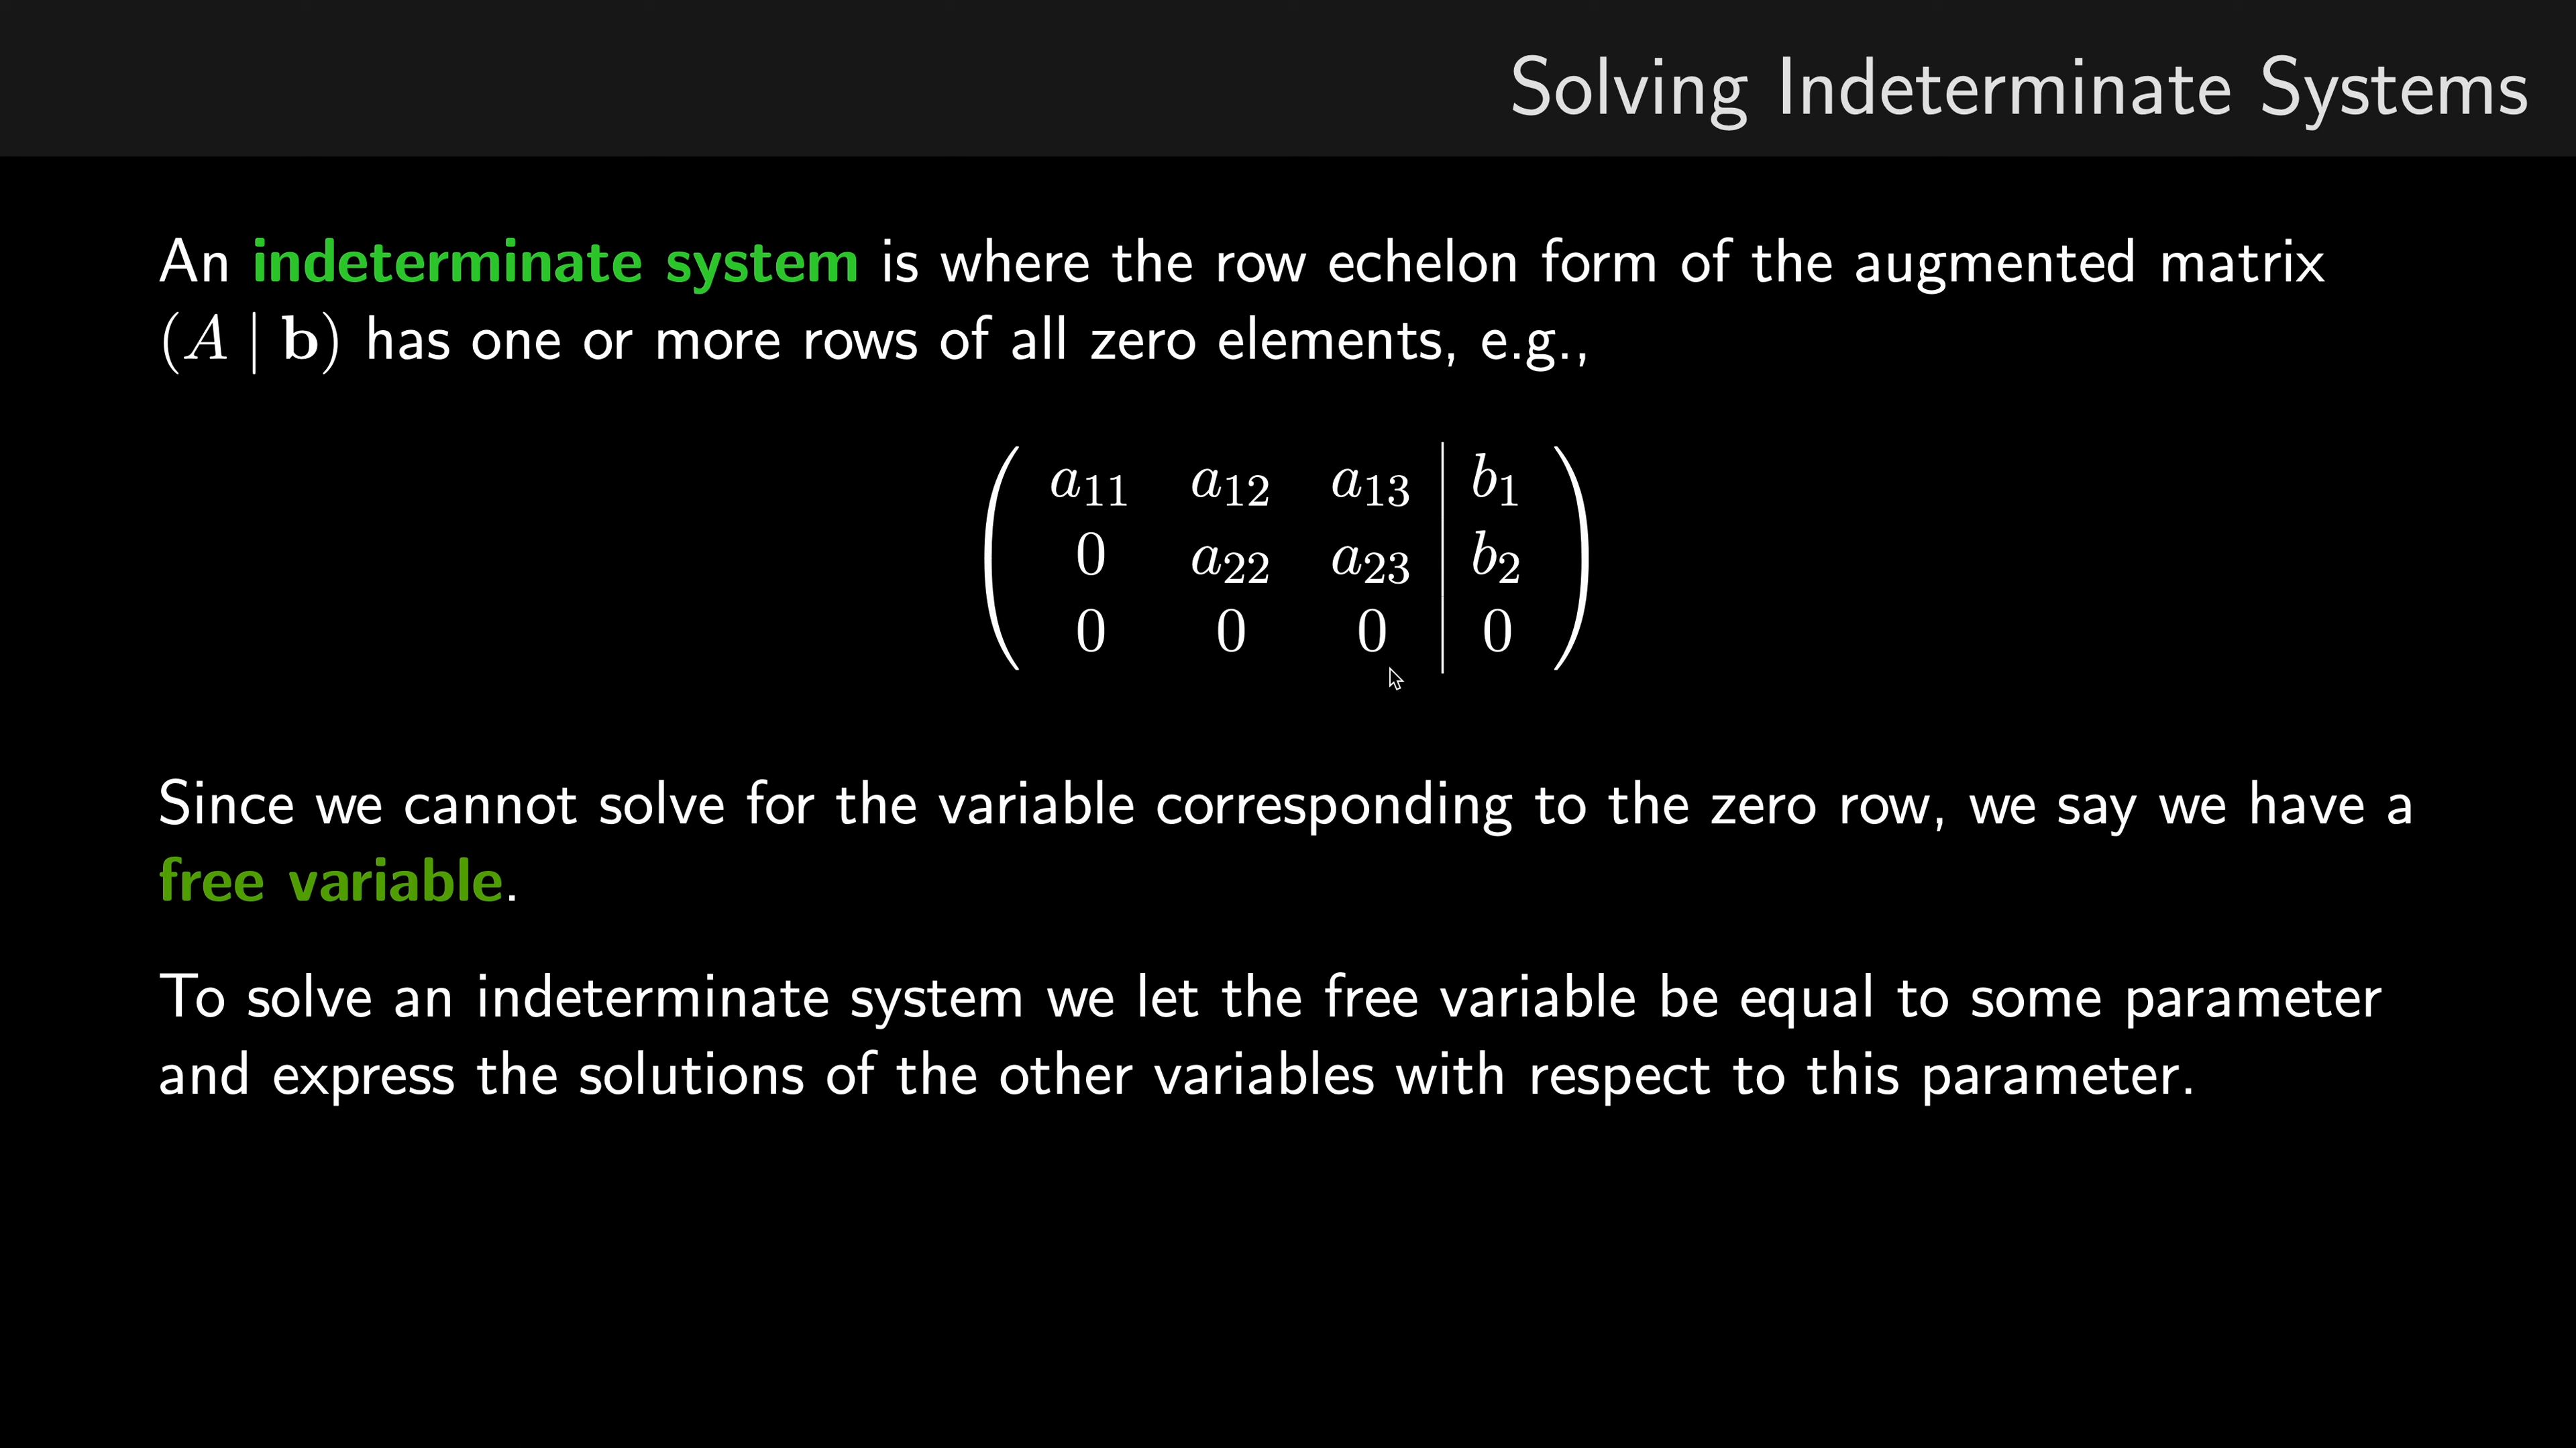 Solving Indeterminate Systems
An indeterminate system is where the row echelon form of the augmented matrix
(A | b) has one or more rows of all zero elements, e.g.,
a11 a12 a13 | b1
0 a22 a23 | b2
0 0 0 | 0
Since we cannot solve for the variable corresponding to the zero row, we say we have a
free variable.
To solve an indeterminate system we let the free variable be equal to some parameter
and express the solutions of the other variables with respect to this parameter.